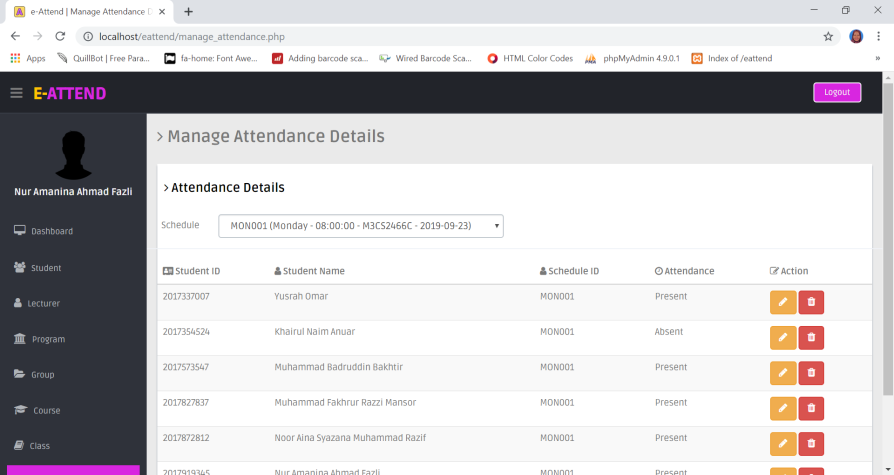 e-Attend | Manage Attendance D
localhost/eattend/manage_attendance.php
Apps QuillBot | Free Para... fa-home: Font Awe... Adding barcode sca... Wired Barcode Sca... HTML Color Codes phpMyAdmin 4.9.0.1 Index of /eattend »
E-ATTEND Logout
> Manage Attendance Details
Nur Amanina Ahmad Fazli
> Attendance Details
Schedule MON001 (Monday - 08:00:00 - M3CS2466C - 2019-09-23)
Dashboard
Student
Lecturer
Program
Group
Course
Class
Student ID Student Name Schedule ID Attendance Action
2017337007 Yusrah Omar MON001 Present
2017354524 Khairul Naim Anuar MON001 Absent
2017573547 Muhammad Badruddin Bakhtir MON001 Present
2017827837 Muhammad Fakhrur Razzi Mansor MON001 Present
2017872812 Noor Aina Syazana Muhammad Razif MON001 Present
2017919345 Nur Amanina Ahmad Fazli MON001 Present